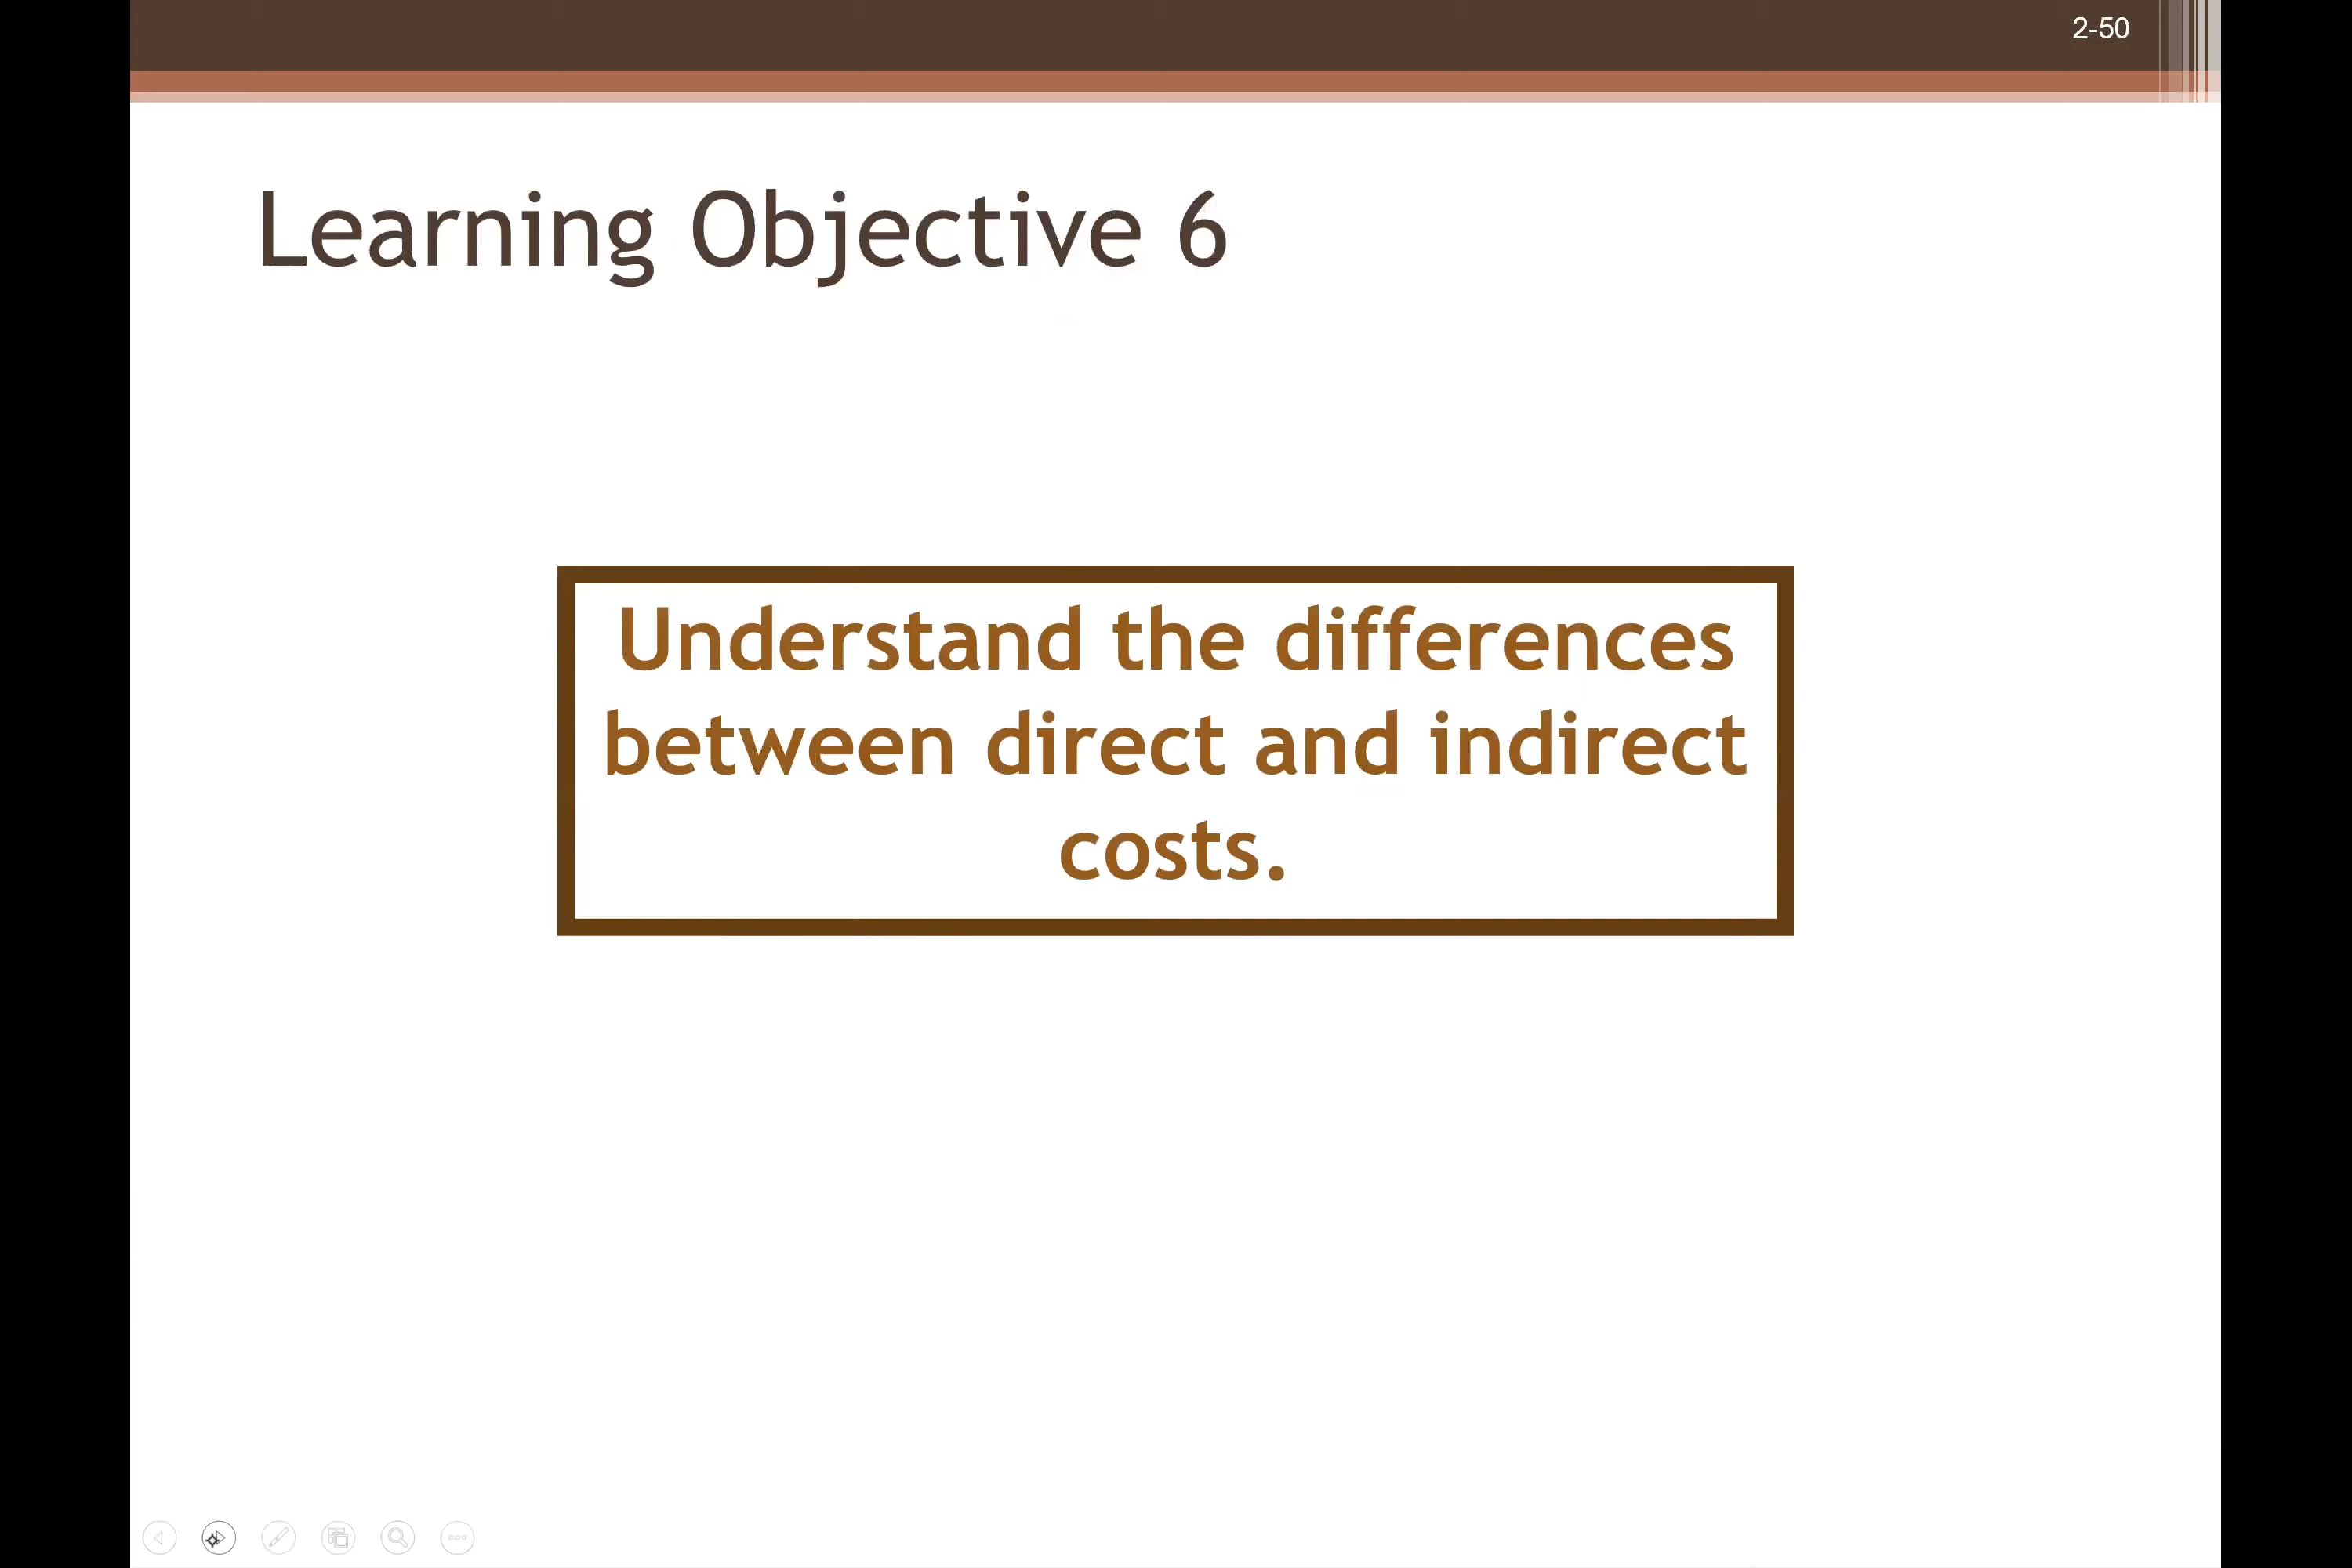 2-50
Learning Objective 6
Understand the differences
between direct and indirect
costs.